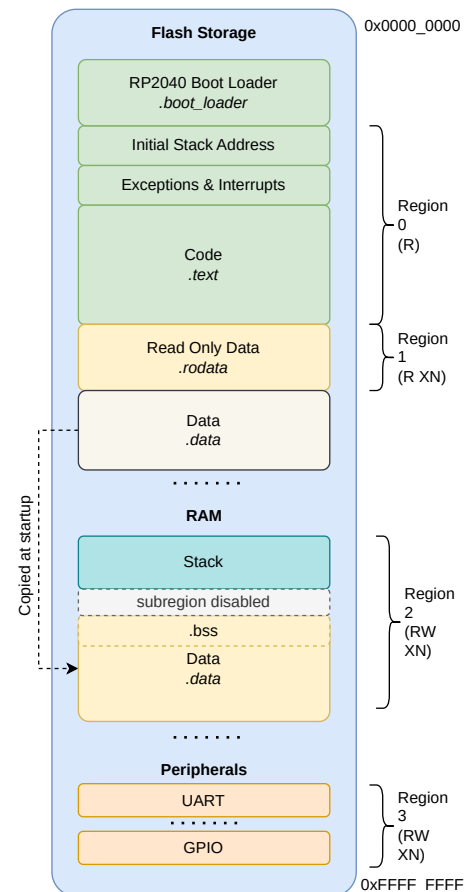 Flash Storage
0x0000_0000
RP2040 Boot Loader
.boot_loader
Initial Stack Address
Exceptions & Interrupts
Code
.text
Region
0
(R)
Read Only Data
.rodata
Region
1
(R XN)
Data
.data
Copied at startup
.......
RAM
Stack
subregion disabled
.bss
Data
.data
Region
2
(RW
XN)
.......
Peripherals
UART
.......
GPIO
Region
3
(RW
XN)
0xFFFF_FFFF